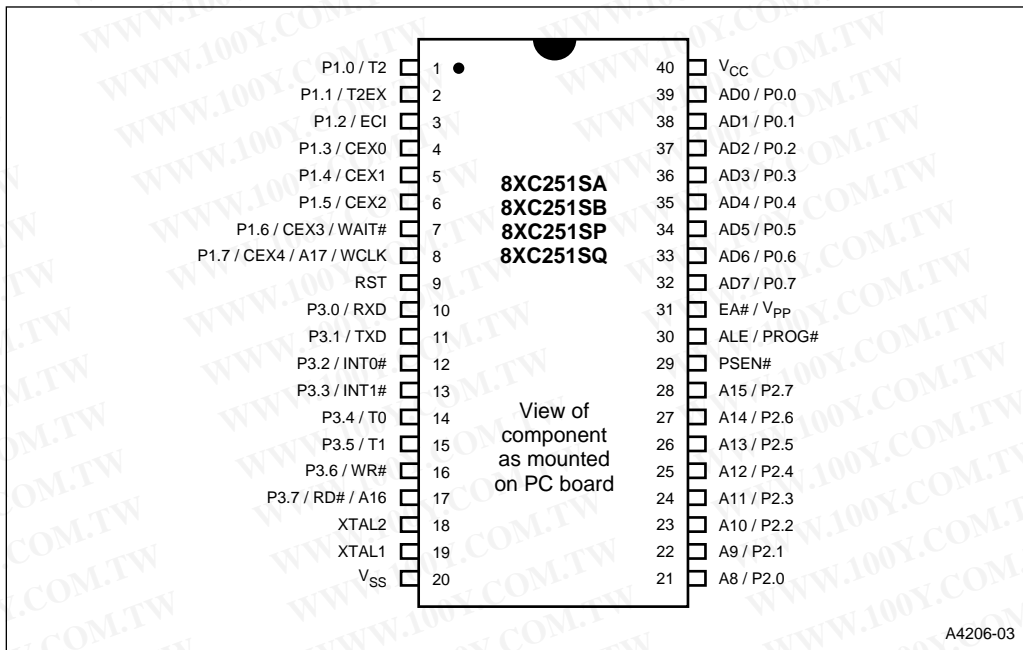 P1.0 / T2 1 40 VCC
P1.1 / T2EX 2 39 AD0 / P0.0
P1.2 / ECI 3 38 AD1 / P0.1
P1.3 / CEX0 4 37 AD2 / P0.2
P1.4 / CEX1 5 36 AD3 / P0.3
P1.5 / CEX2 6 35 AD4 / P0.4
P1.6 / CEX3 / WAIT# 7 34 AD5 / P0.5
P1.7 / CEX4 / A17 / WCLK 8 33 AD6 / P0.6
RST 9 32 AD7 / P0.7
P3.0 / RXD 10 31 EA# / VPP
P3.1 / TXD 11 30 ALE / PROG#
P3.2 / INT0# 12 29 PSEN#
P3.3 / INT1# 13 28 A15 / P2.7
P3.4 / T0 14 27 A14 / P2.6
P3.5 / T1 15 26 A13 / P2.5
P3.6 / WR# 16 25 A12 / P2.4
P3.7 / RD# / A16 17 24 A11 / P2.3
XTAL2 18 23 A10 / P2.2
XTAL1 19 22 A9 / P2.1
VSS 20 21 A8 / P2.0
8XC251SA
8XC251SB
8XC251SP
8XC251SQ
View of
component
as mounted
on PC board
A4206-03
WWW.100Y.COM.TW